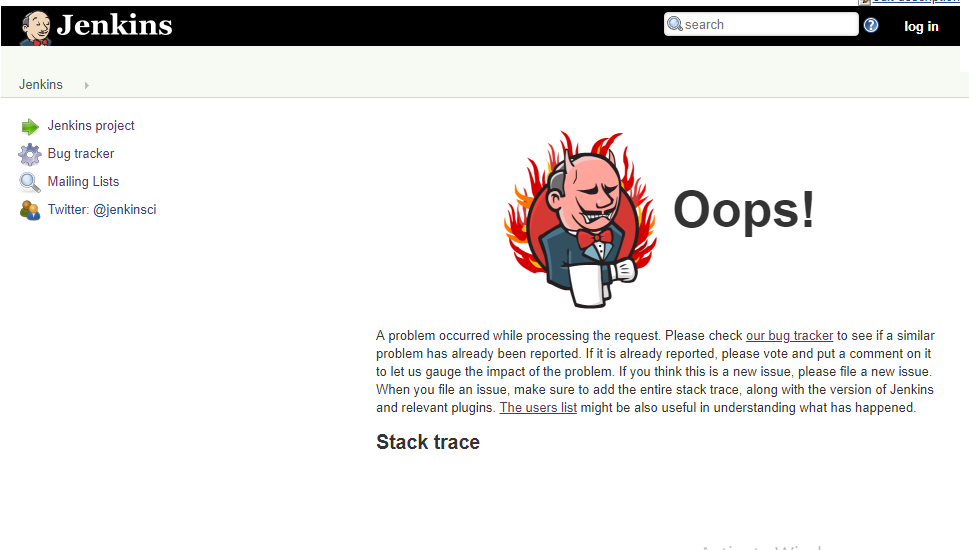 Jenkins
search
log in
Jenkins
Jenkins project
Bug tracker
Mailing Lists
Twitter: @jenkinsci
Oops!
A problem occurred while processing the request. Please check our bug tracker to see if a similar
problem has already been reported. If it is already reported, please vote and put a comment on it
to let us gauge the impact of the problem. If you think this is a new issue, please file a new issue.
When you file an issue, make sure to add the entire stack trace, along with the version of Jenkins
and relevant plugins. The users list might be also useful in understanding what has happened.
Stack trace